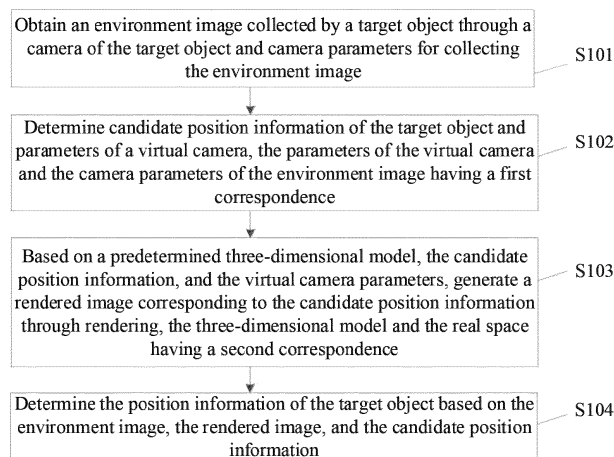 Obtain an environment image collected by a target object through a
camera of the target object and camera parameters for collecting
the environment image
S101
Determine candidate position information of the target object and
parameters of a virtual camera, the parameters of the virtual camera
and the camera parameters of the environment image having a first
correspondence
S102
Based on a predetermined three-dimensional model, the candidate
position information, and the virtual camera parameters, generate a
rendered image corresponding to the candidate position information
through rendering, the three-dimensional model and the real space
having a second correspondence
S103
Determine the position information of the target object based on the
environment image, the rendered image, and the candidate position
information
S104